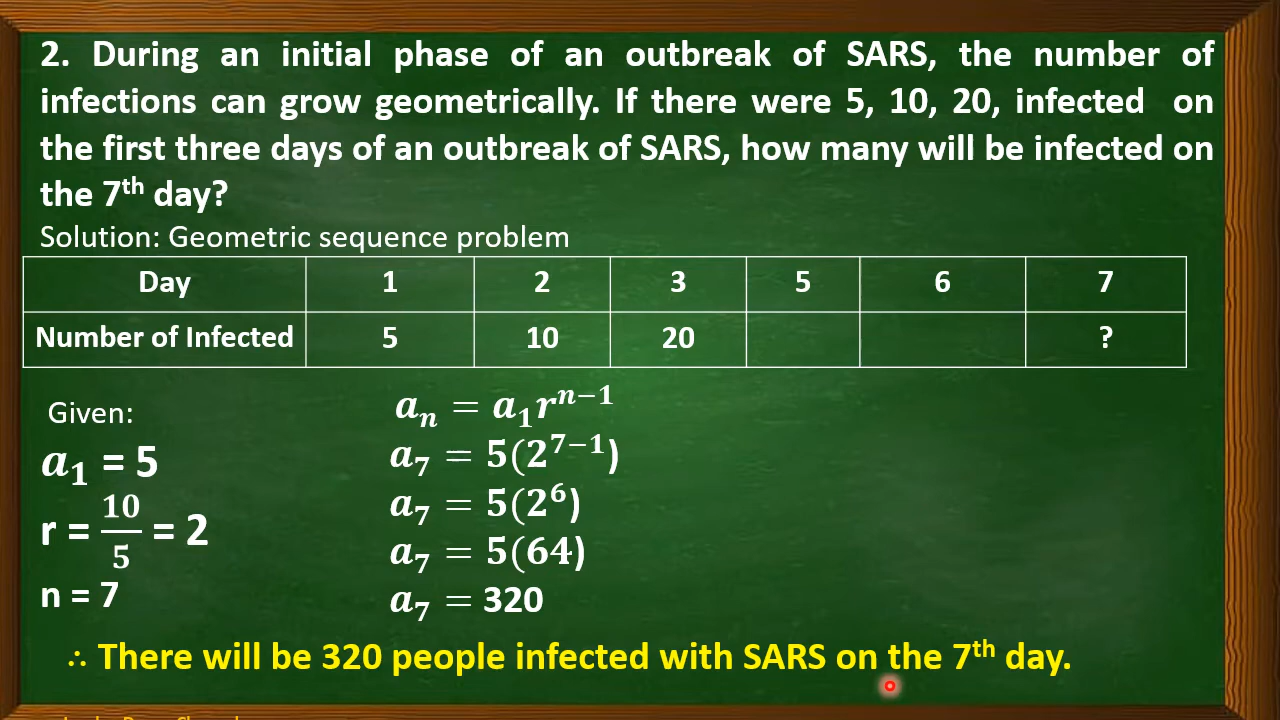 2. During an initial phase of an outbreak of SARS, the number of
infections can grow geometrically. If there were 5, 10, 20, infected on
the first three days of an outbreak of SARS, how many will be infected on
the 7th day?
Solution: Geometric sequence problem
Day 1 2 3 5 6 7
Number of Infected 5 10 20 ?
Given:
a₁ = 5
r = 10/5 = 2
n = 7
aₙ = a₁rⁿ⁻¹
a₇ = 5(2⁷⁻¹)
a₇ = 5(2⁶)
a₇ = 5(64)
a₇ = 320
∴ There will be 320 people infected with SARS on the 7th day.